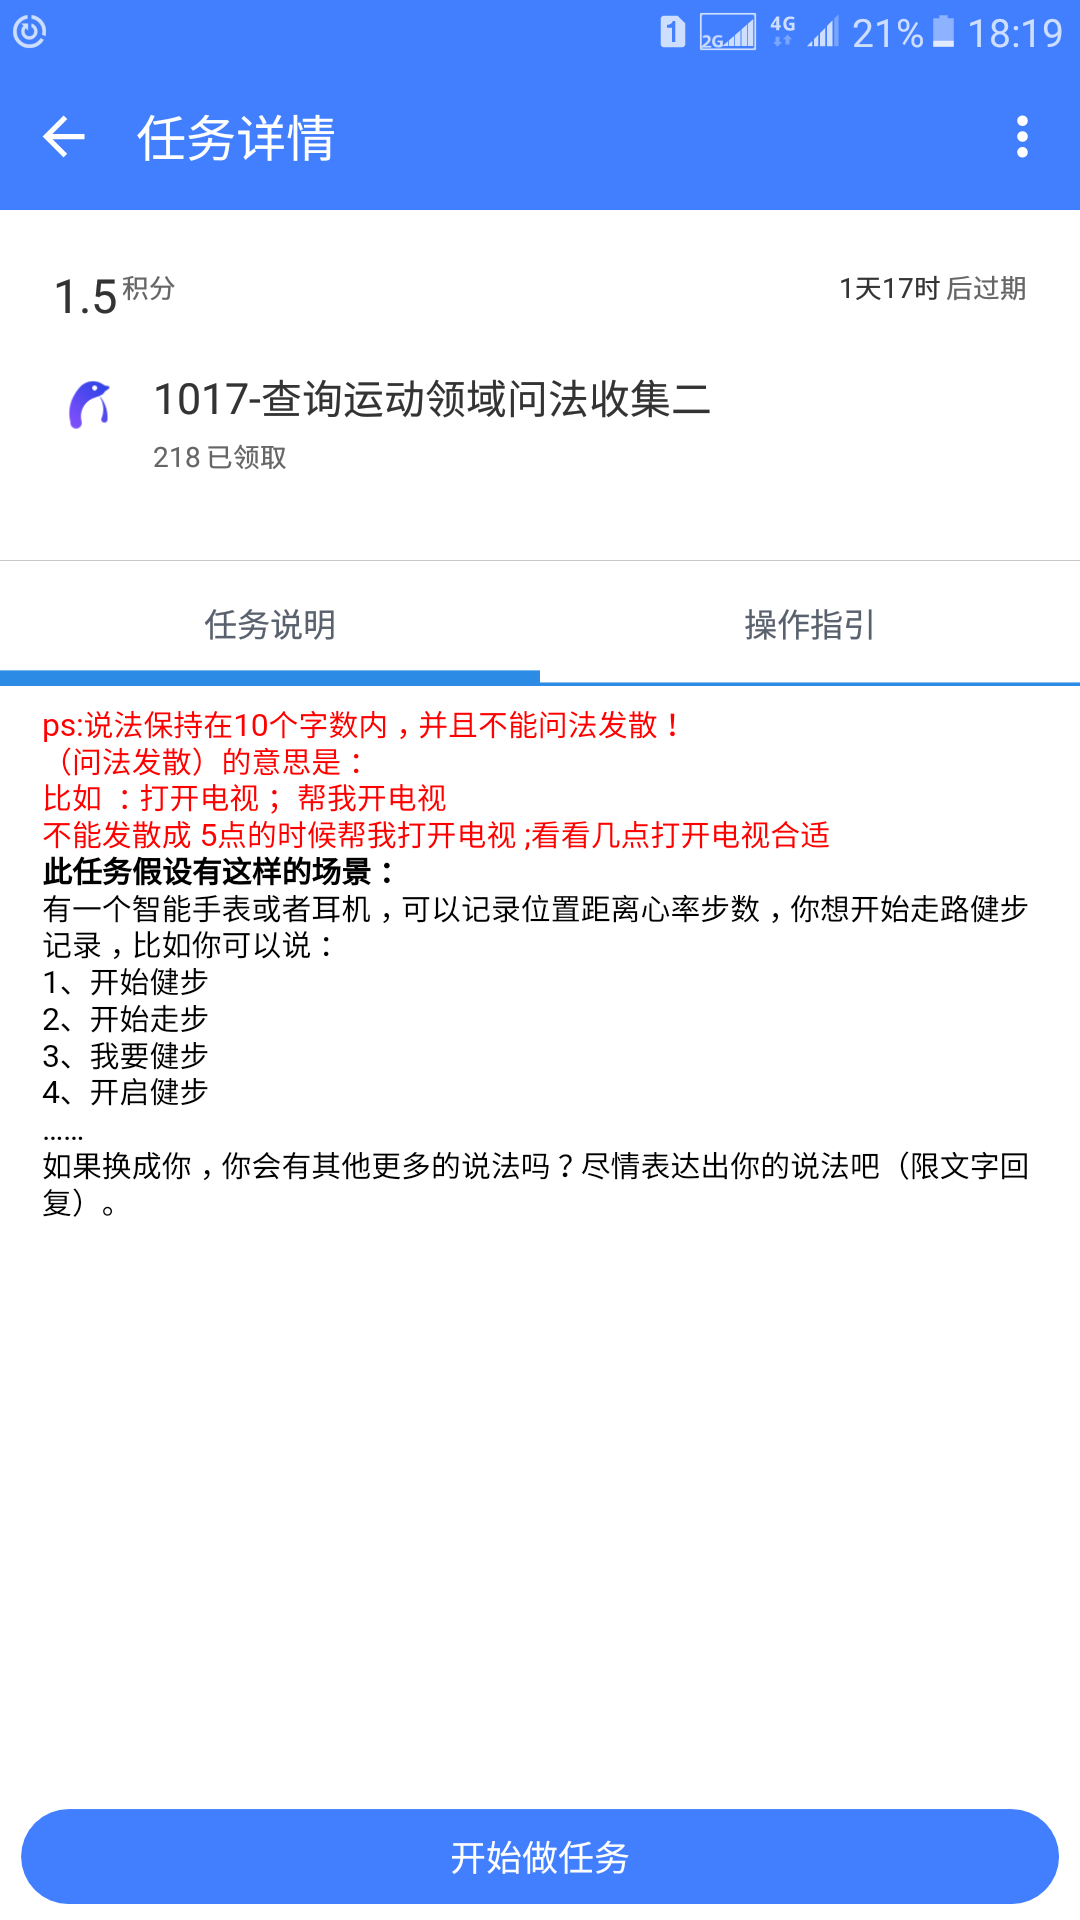 1 2G 4G 21% 18:19
任务详情
1.5积分 1天17时 后过期
1017-查询运动领域问法收集二
218 已领取
任务说明 操作指引
ps:说法保持在10个字数内，并且不能问法发散！
（问法发散）的意思是：
比如 ：打开电视； 帮我开电视
不能发散成 5点的时候帮我打开电视 ;看看几点打开电视合适
此任务假设有这样的场景：
有一个智能手表或者耳机，可以记录位置距离心率步数，你想开始走路健步
记录，比如你可以说：
1、开始健步
2、开始走步
3、我要健步
4、开启健步
……
如果换成你，你会有其他更多的说法吗？尽情表达出你的说法吧（限文字回
复）。
开始做任务